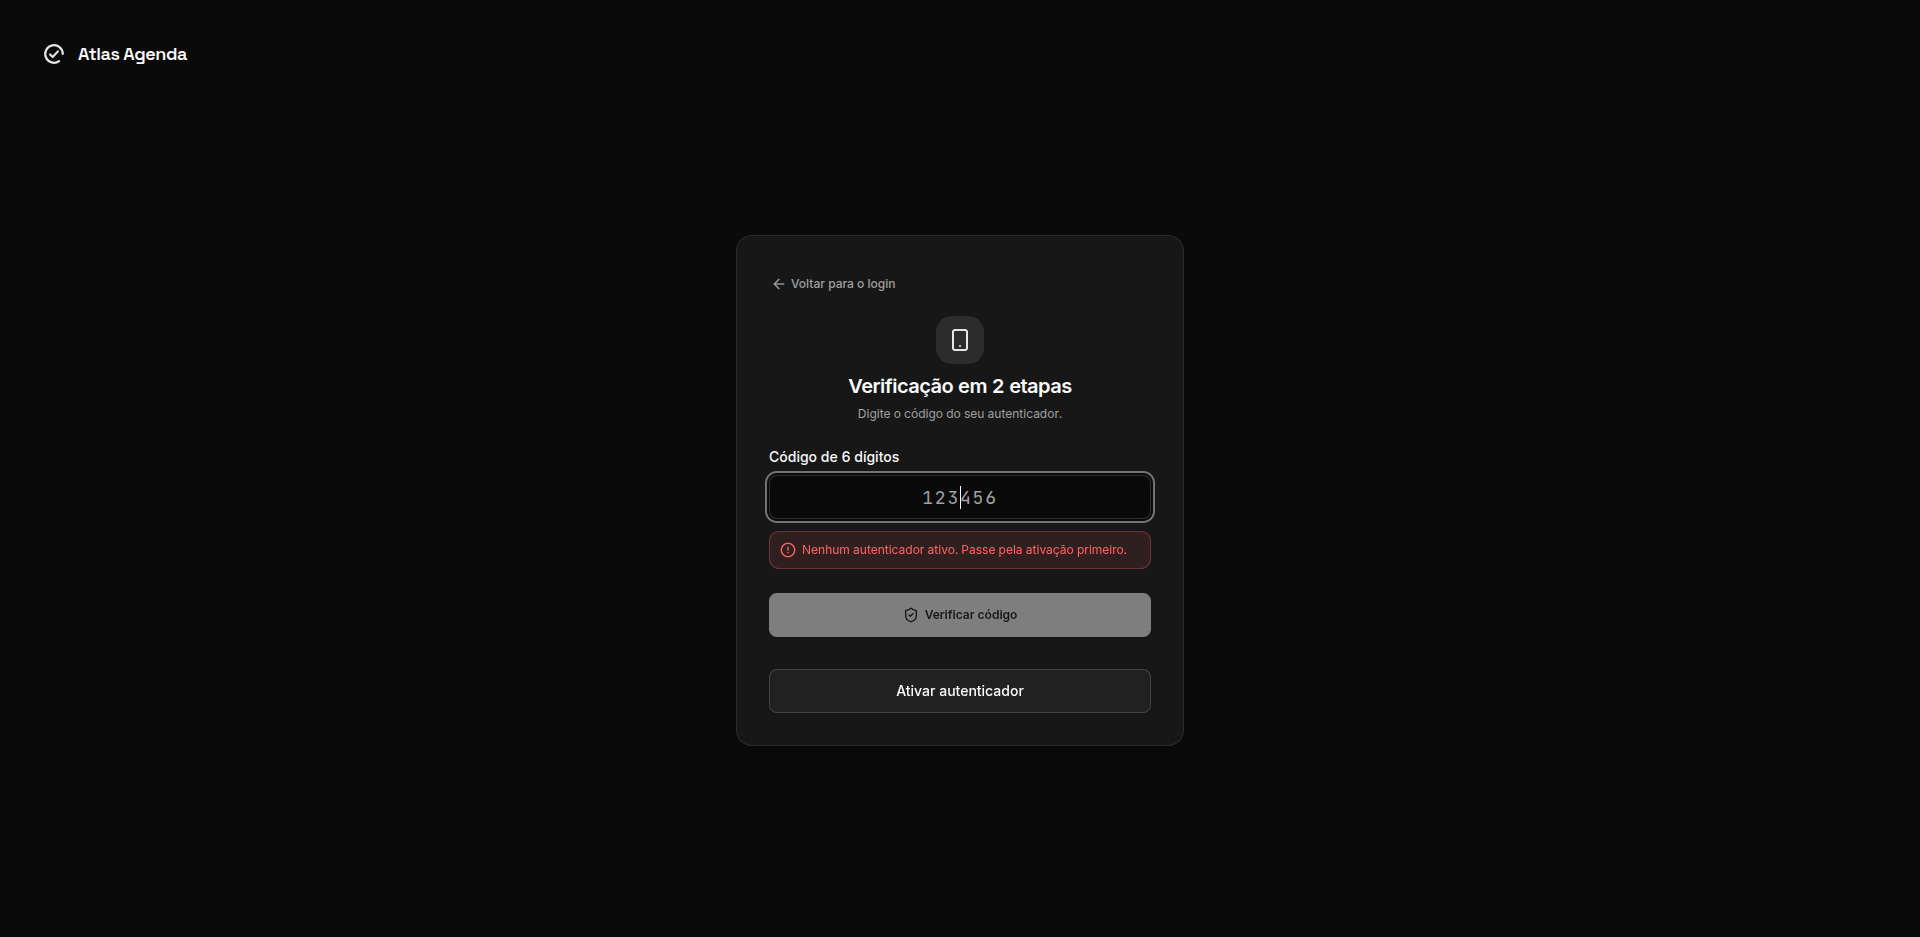 Atlas Agenda
Voltar para o login
Verificação em 2 etapas
Digite o código do seu autenticador.
Código de 6 dígitos
123456
Nenhum autenticador ativo. Passe pela ativação primeiro.
Verificar código
Ativar autenticador